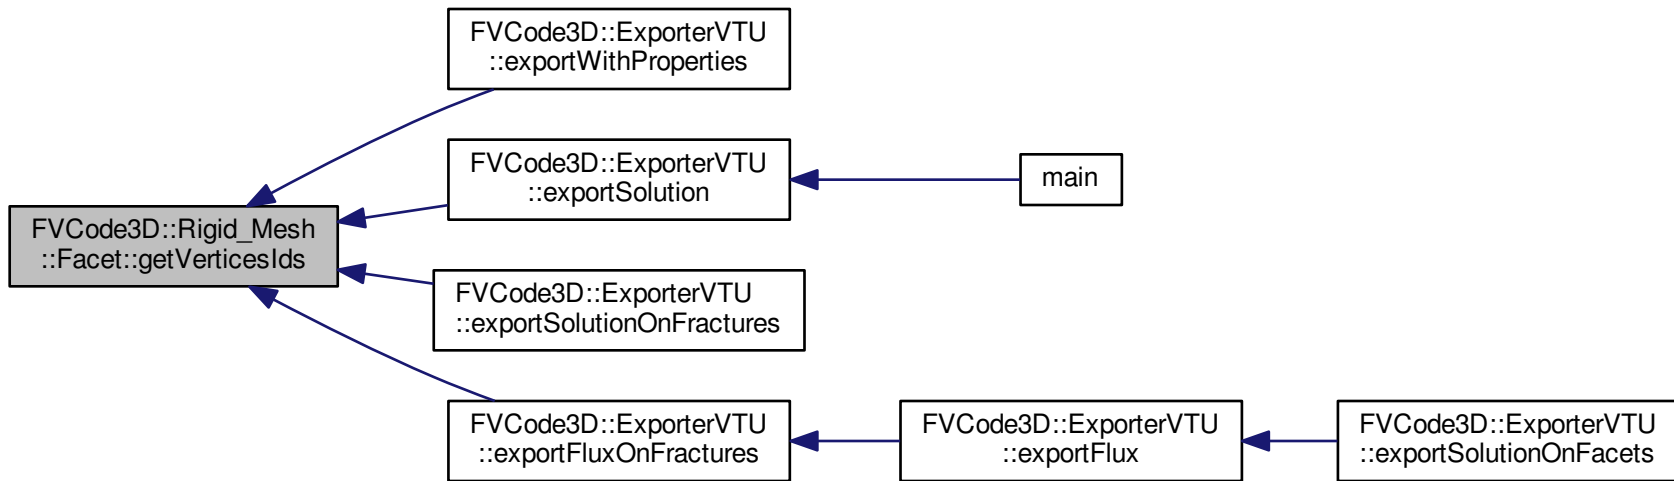 FVCode3D::ExporterVTU
::exportWithProperties
FVCode3D::ExporterVTU
::exportSolution
main
FVCode3D::Rigid_Mesh
::Facet::getVerticesIds
FVCode3D::ExporterVTU
::exportSolutionOnFractures
FVCode3D::ExporterVTU
::exportFluxOnFractures
FVCode3D::ExporterVTU
::exportFlux
FVCode3D::ExporterVTU
::exportSolutionOnFacets